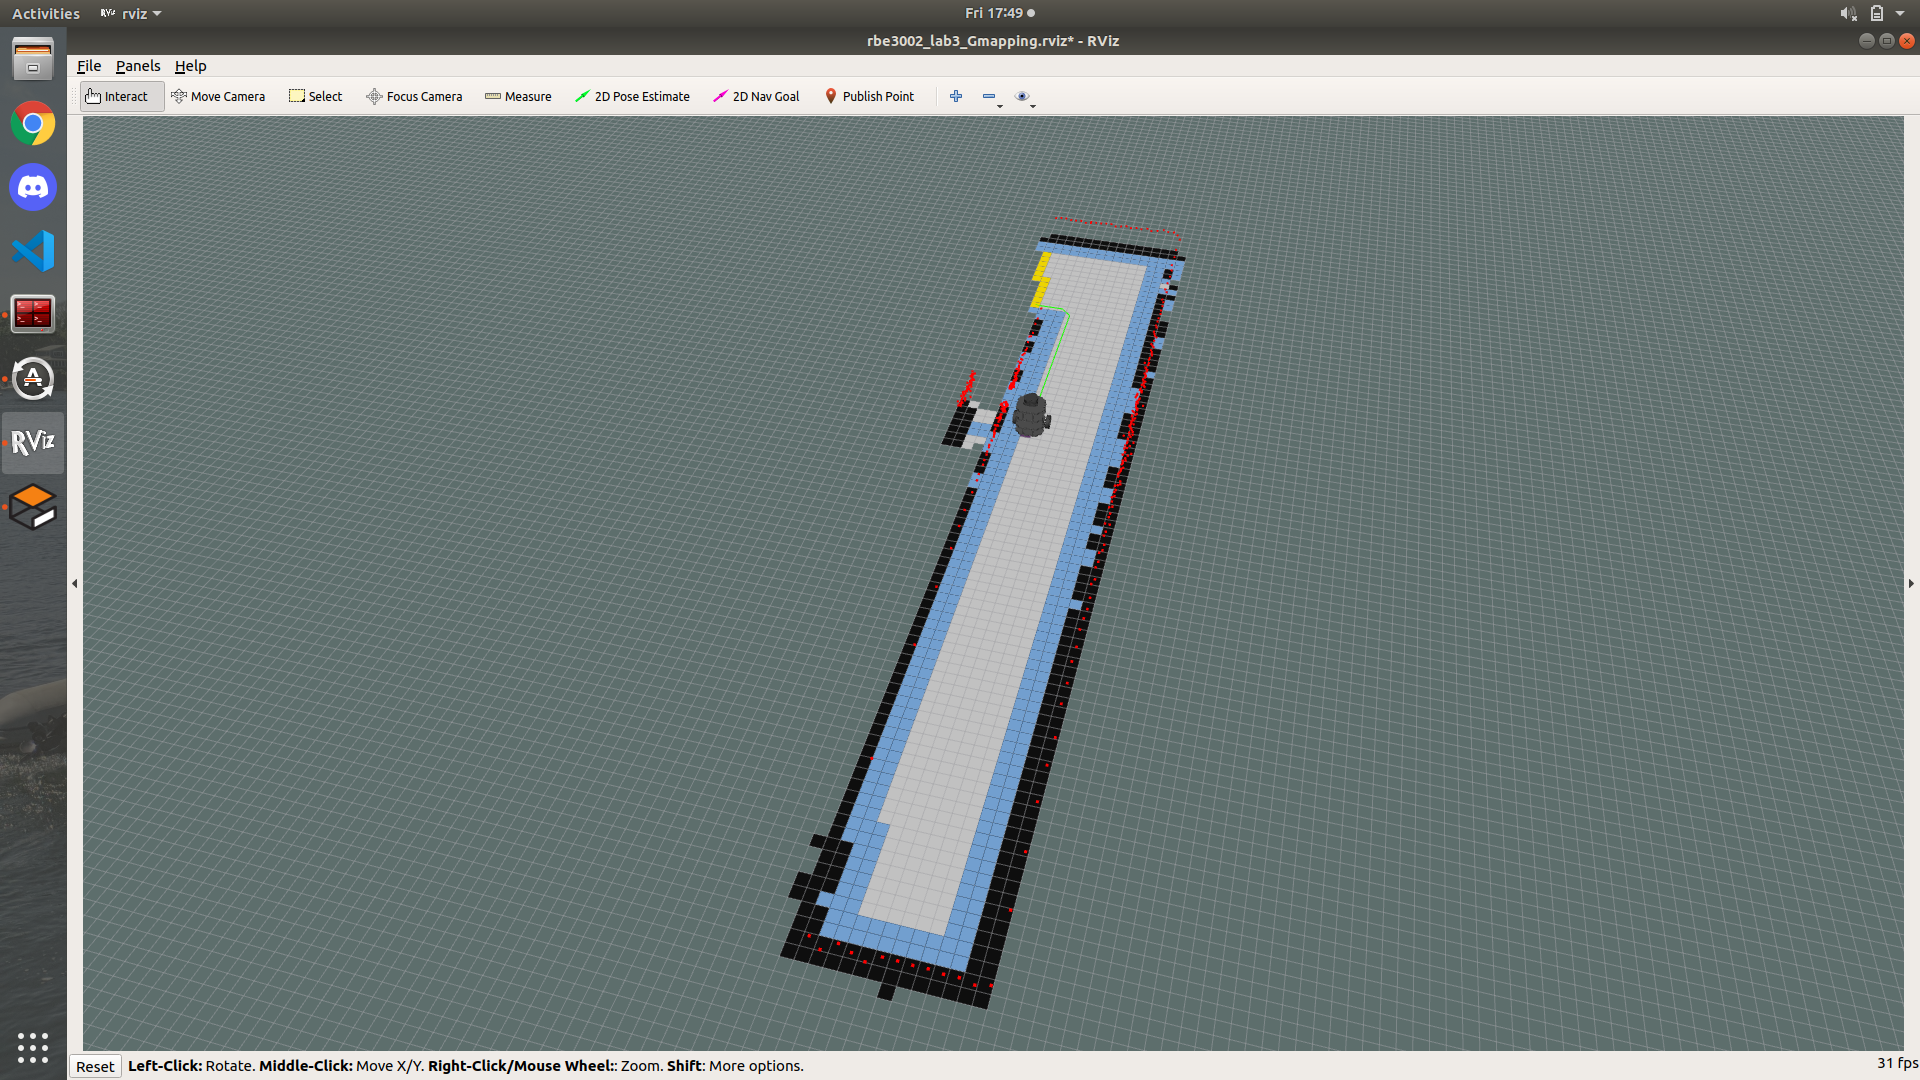 Activities RViz rviz Fri 17:49
rbe3002_lab3_Gmapping.rviz* - RViz
File Panels Help
Interact Move Camera Select Focus Camera Measure 2D Pose Estimate 2D Nav Goal Publish Point
RViz
Reset Left-Click: Rotate. Middle-Click: Move X/Y. Right-Click/Mouse Wheel:: Zoom. Shift: More options. 31 fps